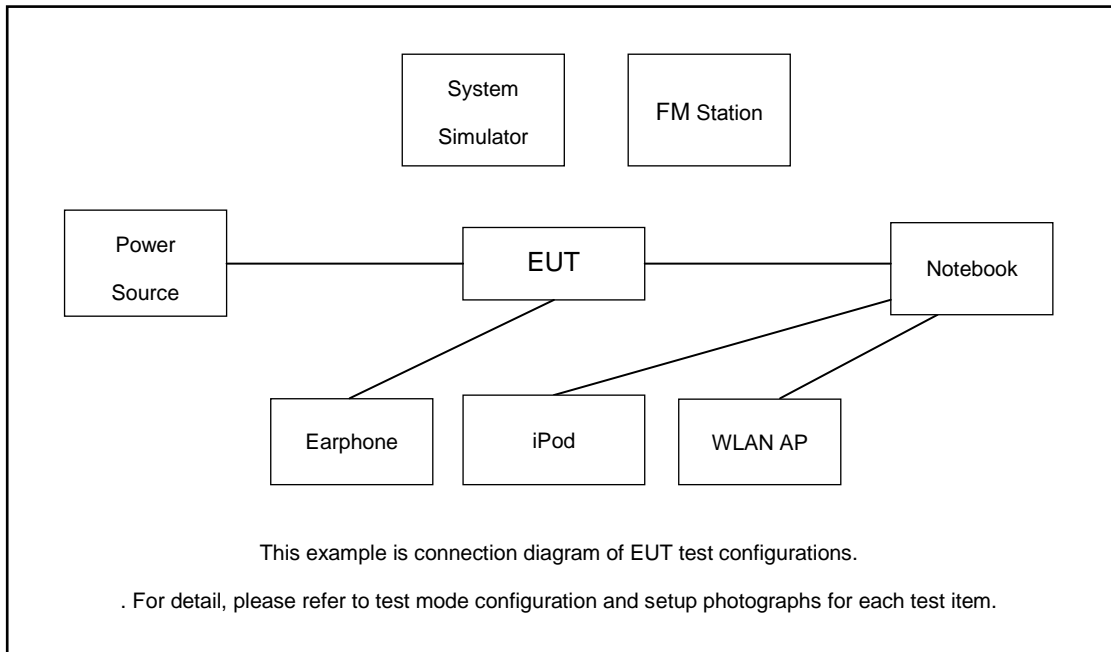 System
Simulator
FM Station
Power
Source
EUT
Notebook
Earphone
iPod
WLAN AP
This example is connection diagram of EUT test configurations.
. For detail, please refer to test mode configuration and setup photographs for each test item.